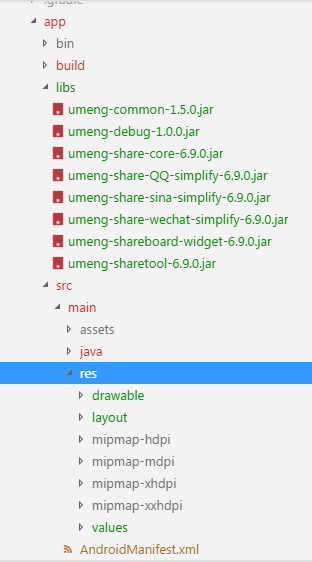 .gradle
app
bin
build
libs
umeng-common-1.5.0.jar
umeng-debug-1.0.0.jar
umeng-share-core-6.9.0.jar
umeng-share-QQ-simplify-6.9.0.jar
umeng-share-sina-simplify-6.9.0.jar
umeng-share-wechat-simplify-6.9.0.jar
umeng-shareboard-widget-6.9.0.jar
umeng-sharetool-6.9.0.jar
src
main
assets
java
res
drawable
layout
mipmap-hdpi
mipmap-mdpi
mipmap-xhdpi
mipmap-xxhdpi
values
AndroidManifest.xml